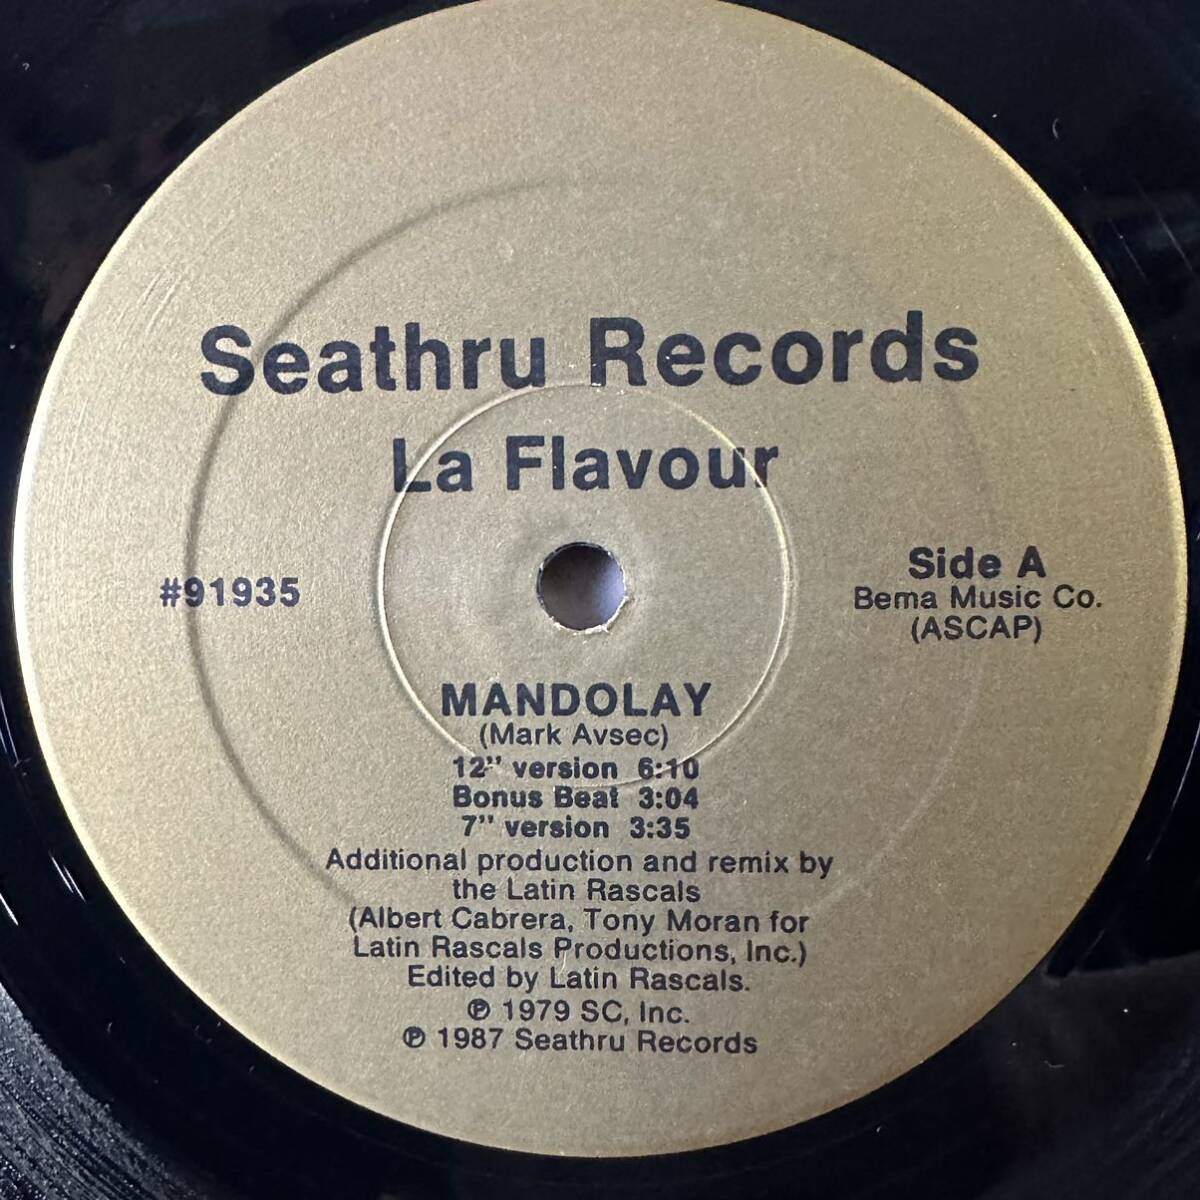 Seathru Records
La Flavour
#91935
Side A
Bema Music Co.
(ASCAP)
MANDOLAY
(Mark Avsec)
12" version 6:10
Bonus Beat 3:04
7" version 3:35
Additional production and remix by
the Latin Rascals
(Albert Cabrera, Tony Moran for
Latin Rascals Productions, Inc.)
Edited by Latin Rascals.
℗ 1979 SC, Inc.
℗ 1987 Seathru Records